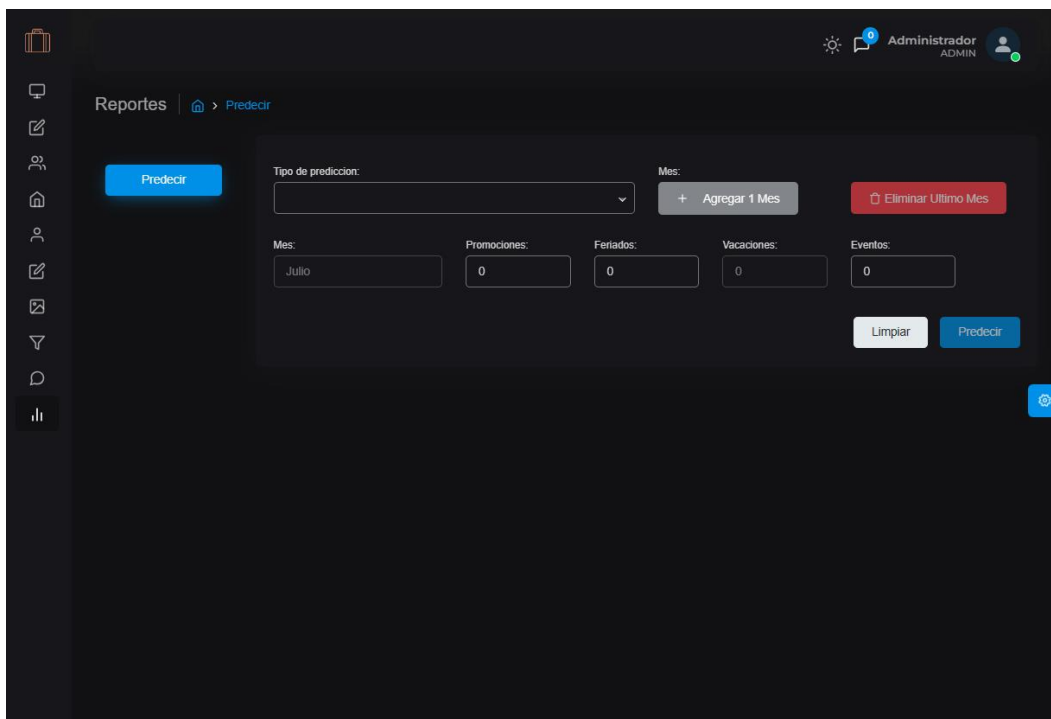 0
Administrador
ADMIN
Reportes
Predecir
Predecir
Tipo de prediccion:
Mes:
+ Agregar 1 Mes
Eliminar Ultimo Mes
Mes:
Promociones:
Feriados:
Vacaciones:
Eventos:
Julio
0
0
0
0
Limpiar
Predecir